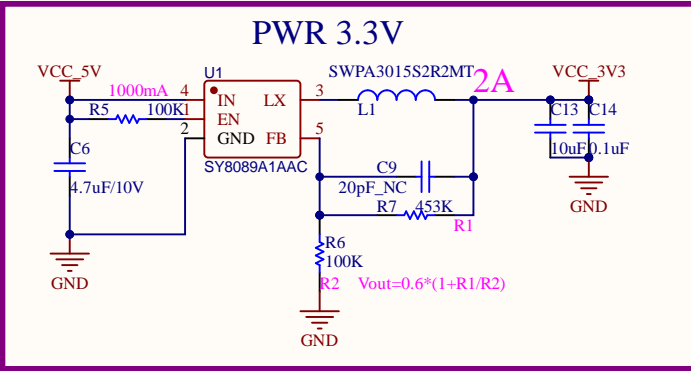 PWR 3.3V
VCC_5V
1000mA
R5
100K
C6
4.7uF/10V
GND
U1
4
1
2
IN
EN
GND
LX
FB
3
5
SY8089A1AAC
SWPA3015S2R2MT
L1
2A
VCC_3V3
C13
C14
10uF
0.1uF
GND
C9
20pF_NC
R7
453K
R1
R6
100K
R2
Vout=0.6*(1+R1/R2)
GND